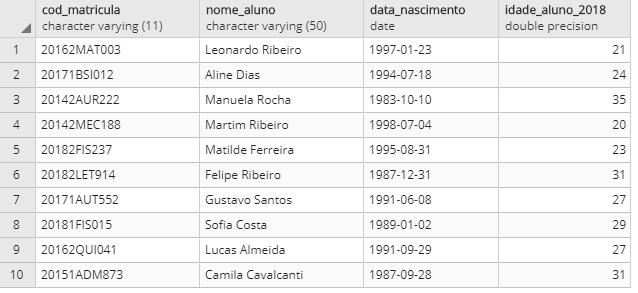 cod_matricula nome_aluno data_nascimento idade_aluno_2018
character varying (11) character varying (50) date double precision
1 20162MAT003 Leonardo Ribeiro 1997-01-23 21
2 20171BSI012 Aline Dias 1994-07-18 24
3 20142AUR222 Manuela Rocha 1983-10-10 35
4 20142MEC188 Martim Ribeiro 1998-07-04 20
5 20182FIS237 Matilde Ferreira 1995-08-31 23
6 20182LET914 Felipe Ribeiro 1987-12-31 31
7 20171AUT552 Gustavo Santos 1991-06-08 27
8 20181FIS015 Sofia Costa 1989-01-02 29
9 20162QUI041 Lucas Almeida 1991-09-29 27
10 20151ADM873 Camila Cavalcanti 1987-09-28 31